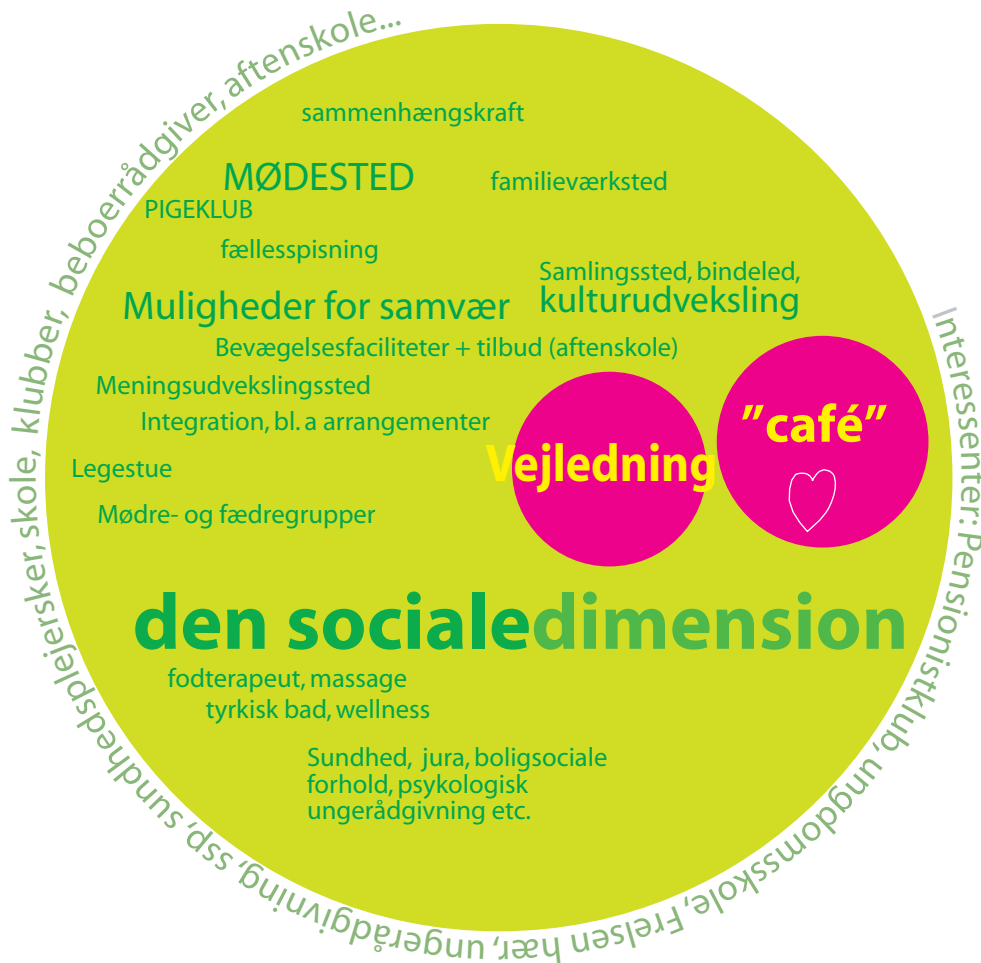 sammenhængskraft
MØDESTED
familieværksted
PIGEKLUB
fællesspisning
Samlingssted, bindeled,
kulturudveksling
Muligheder for samvær
Bevægelsesfaciliteter + tilbud (aftenskole)
Meningsudvekslingssted
Integration, bl. a arrangementer
Vejledning
”café”
Legestue
Mødre- og fædregrupper
den socialedimension
fodterapeut, massage
tyrkisk bad, wellness
Sundhed, jura, boligsociale
forhold, psykologisk
ungerådgivning etc.
Interessenter: Pensionistklub, ungdomsskole, Frelsen hær, ungerådgivning, ssp, sundhedsplejersker, skole, klubber, beboerrådgiver, aftenskole...